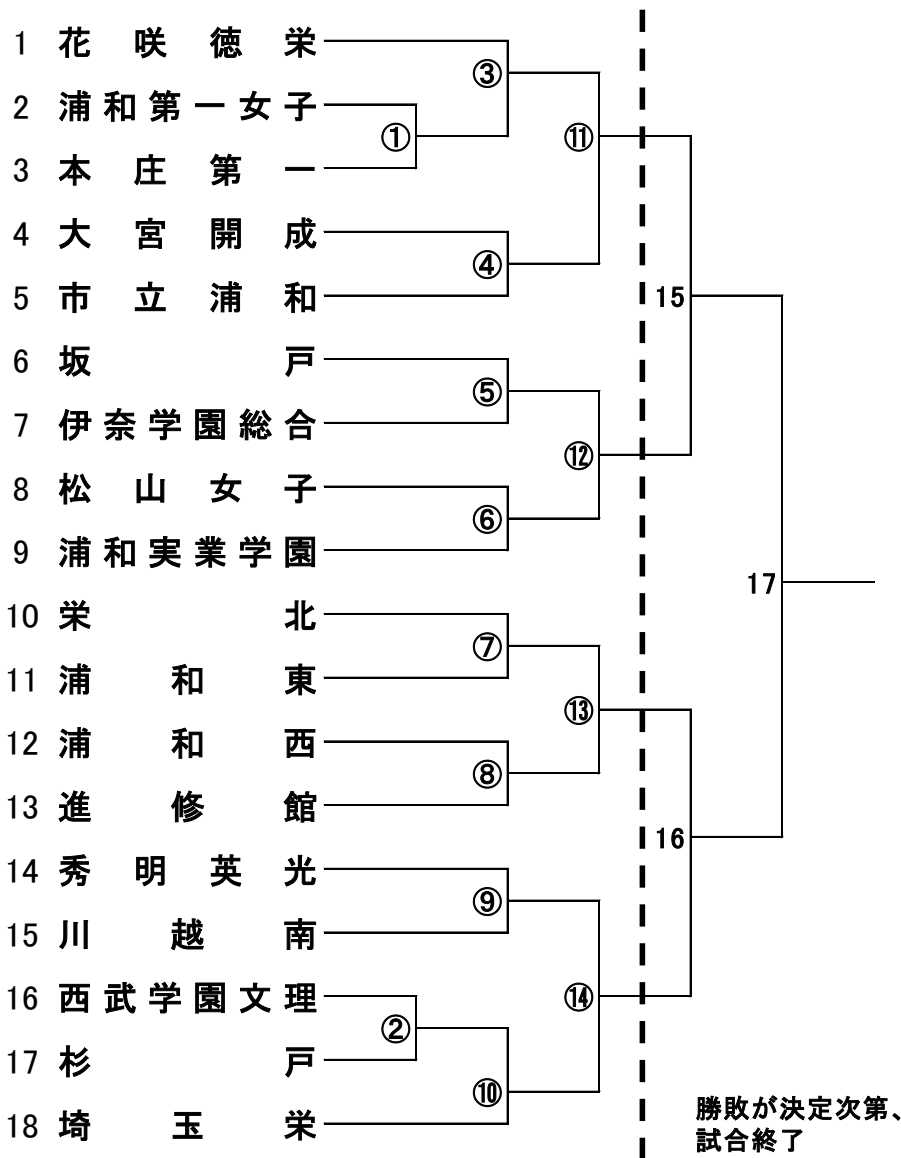 1 花咲徳栄
③
2 浦和第一女子
①
⑪
3 本庄第一
4 大宮開成
④
5 市立浦和
15
6 坂戸
⑤
7 伊奈学園総合
⑫
8 松山女子
⑥
9 浦和実業学園
17
10 栄北
⑦
11 浦和東
⑬
12 浦和西
⑧
13 進修館
16
14 秀明英光
⑨
15 川越南
16 西武学園文理
⑭
②
17 杉戸
⑩
18 埼玉栄
勝敗が決定次第、
試合終了